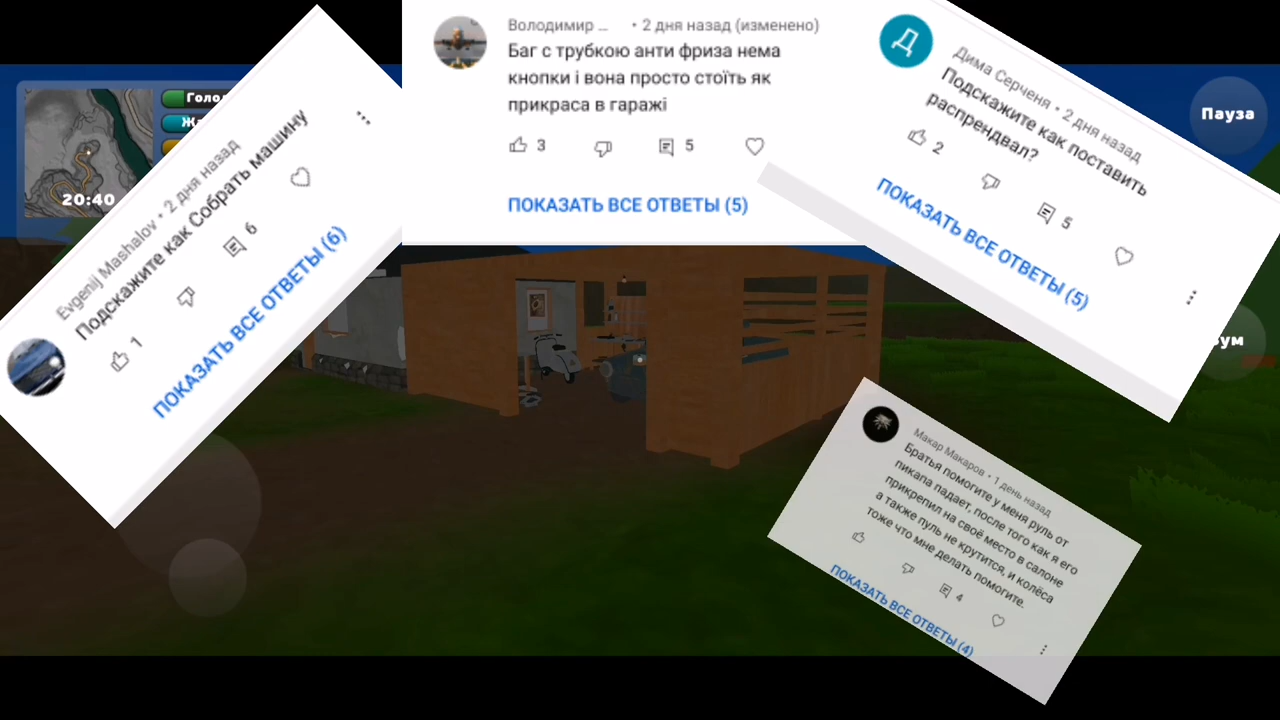 Володимир ... • 2 дня назад (изменено)
Баг с трубкою анти фриза нема
кнопки і вона просто стоїть як
прикраса в гаражі
3
5
ПОКАЗАТЬ ВСЕ ОТВЕТЫ (5)
Д
Дима Серченя • 2 дня назад
Подскажите как поставить
распрендвал?
2
5
ПОКАЗАТЬ ВСЕ ОТВЕТЫ (5)
Пауза
20:40
Evgenij Mashalov • 2 дня назад
Подскажите как Собрать машину
1
6
ПОКАЗАТЬ ВСЕ ОТВЕТЫ (6)
Макар Макаров • 1 день назад
Братья помогите у меня руль от
пикапа падает, после того как я его
прикрепил на своё место в салоне
а также пуль не крутится, и колёса
тоже что мне делать помогите.
4
ПОКАЗАТЬ ВСЕ ОТВЕТЫ (4)